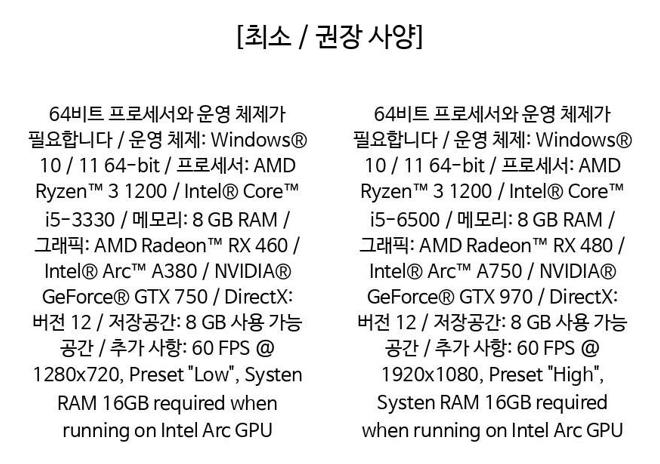 [최소 / 권장 사양]
64비트 프로세서와 운영 체제가
필요합니다 / 운영 체제: Windows®
10 / 11 64-bit / 프로세서: AMD
Ryzen™ 3 1200 / Intel® Core™
i5-3330 / 메모리: 8 GB RAM /
그래픽: AMD Radeon™ RX 460 /
Intel® Arc™ A380 / NVIDIA®
GeForce® GTX 750 / DirectX:
버전 12 / 저장공간: 8 GB 사용 가능
공간 / 추가 사항: 60 FPS @
1280x720, Preset "Low", Systen
RAM 16GB required when
running on Intel Arc GPU
64비트 프로세서와 운영 체제가
필요합니다 / 운영 체제: Windows®
10 / 11 64-bit / 프로세서: AMD
Ryzen™ 3 1200 / Intel® Core™
i5-6500 / 메모리: 8 GB RAM /
그래픽: AMD Radeon™ RX 480 /
Intel® Arc™ A750 / NVIDIA®
GeForce® GTX 970 / DirectX:
버전 12 / 저장공간: 8 GB 사용 가능
공간 / 추가 사항: 60 FPS @
1920x1080, Preset "High",
Systen RAM 16GB required
when running on Intel Arc GPU